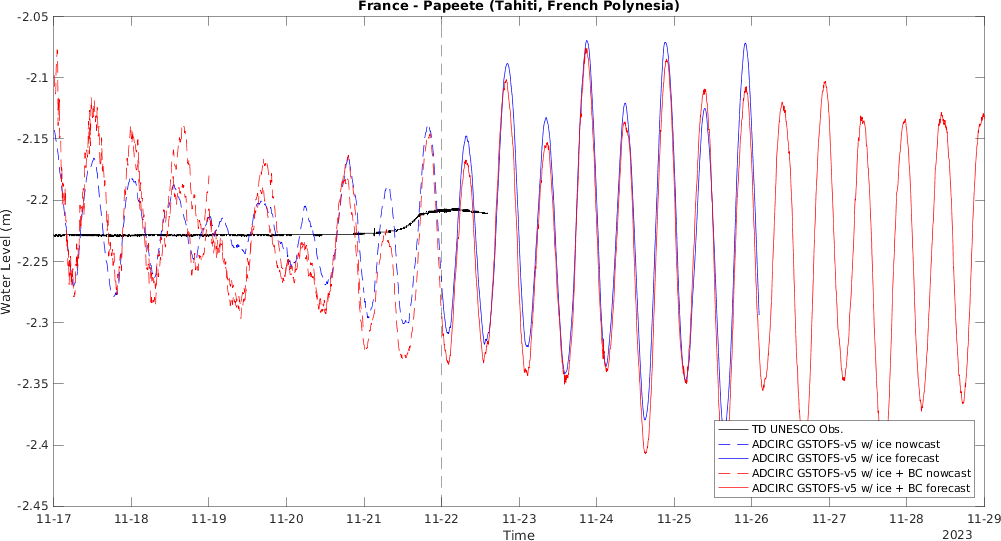 France - Papeete (Tahiti, French Polynesia)
-2.05
-2.1
-2.15
-2.2
-2.25
-2.3
-2.35
-2.4
-2.45
Water Level (m)
TD UNESCO Obs.
ADCIRC GSTOFS-v5 w/ ice nowcast
ADCIRC GSTOFS-v5 w/ ice forecast
ADCIRC GSTOFS-v5 w/ ice + BC nowcast
ADCIRC GSTOFS-v5 w/ ice + BC forecast
11-17 11-18 11-19 11-20 11-21 11-22 11-23 11-24 11-25 11-26 11-27 11-28 11-29
Time
2023